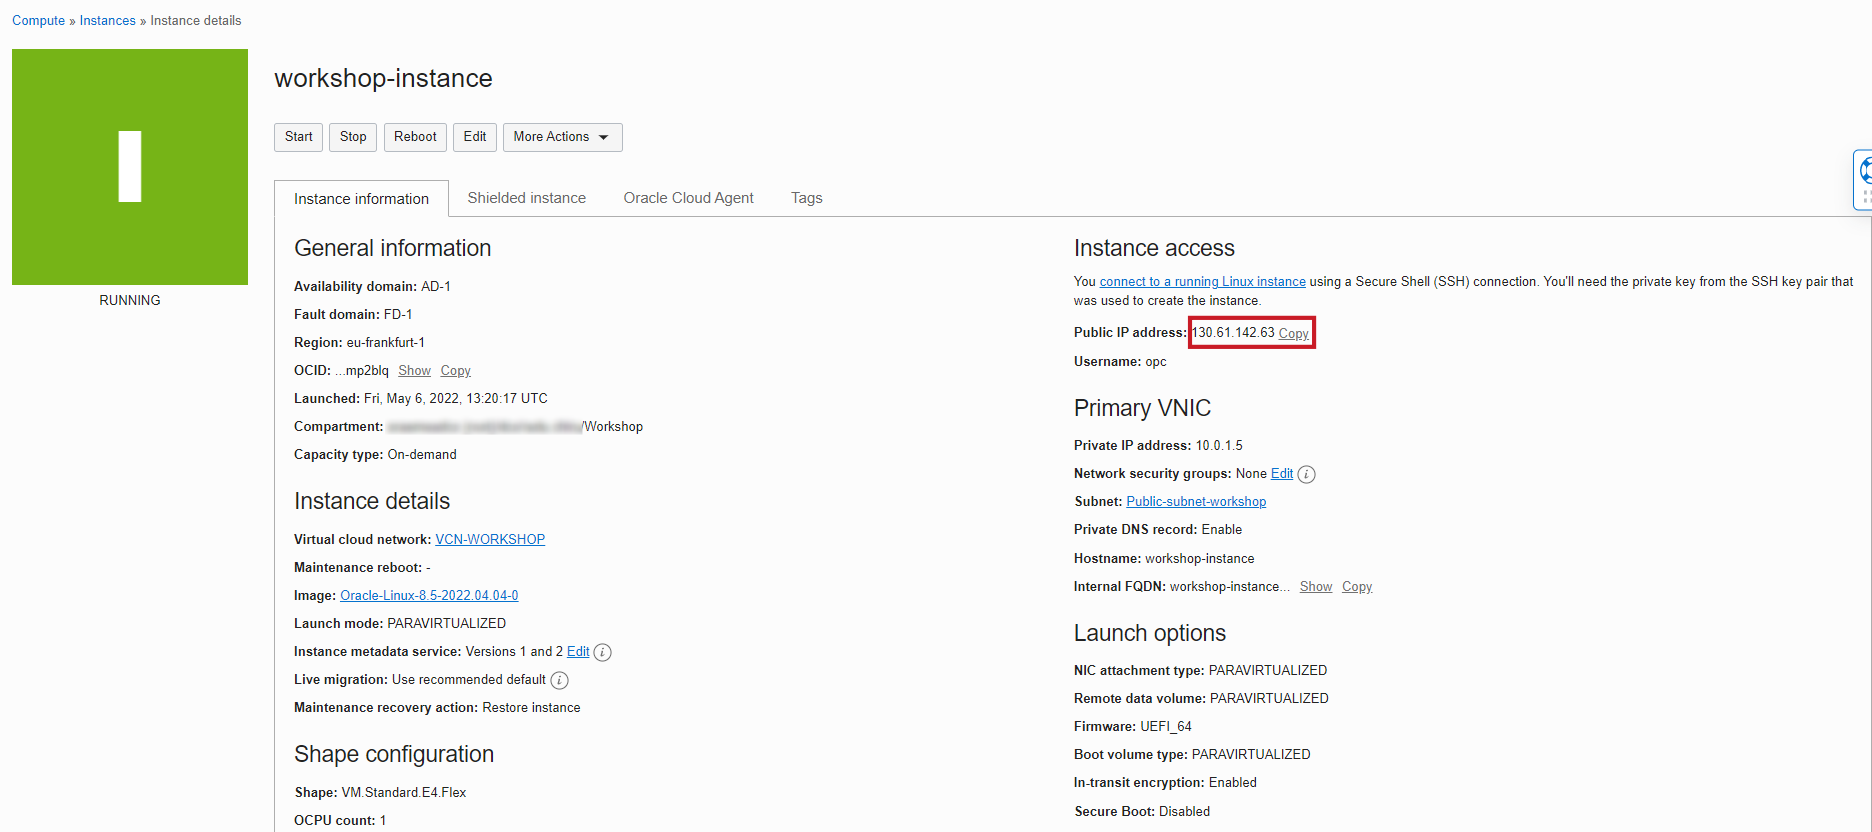 Compute » Instances » Instance details
RUNNING
workshop-instance
Start Stop Reboot Edit More Actions
Instance information Shielded instance Oracle Cloud Agent Tags
General information
Availability domain: AD-1
Fault domain: FD-1
Region: eu-frankfurt-1
OCID: ...mp2blq Show Copy
Launched: Fri, May 6, 2022, 13:20:17 UTC
Compartment: /Workshop
Capacity type: On-demand
Instance details
Virtual cloud network: VCN-WORKSHOP
Maintenance reboot: -
Image: Oracle-Linux-8.5-2022.04.04-0
Launch mode: PARAVIRTUALIZED
Instance metadata service: Versions 1 and 2 Edit i
Live migration: Use recommended default i
Maintenance recovery action: Restore instance
Shape configuration
Shape: VM.Standard.E4.Flex
OCPU count: 1
Instance access
You connect to a running Linux instance using a Secure Shell (SSH) connection. You'll need the private key from the SSH key pair that
was used to create the instance.
Public IP address: 130.61.142.63 Copy
Username: opc
Primary VNIC
Private IP address: 10.0.1.5
Network security groups: None Edit i
Subnet: Public-subnet-workshop
Private DNS record: Enable
Hostname: workshop-instance
Internal FQDN: workshop-instance... Show Copy
Launch options
NIC attachment type: PARAVIRTUALIZED
Remote data volume: PARAVIRTUALIZED
Firmware: UEFI_64
Boot volume type: PARAVIRTUALIZED
In-transit encryption: Enabled
Secure Boot: Disabled